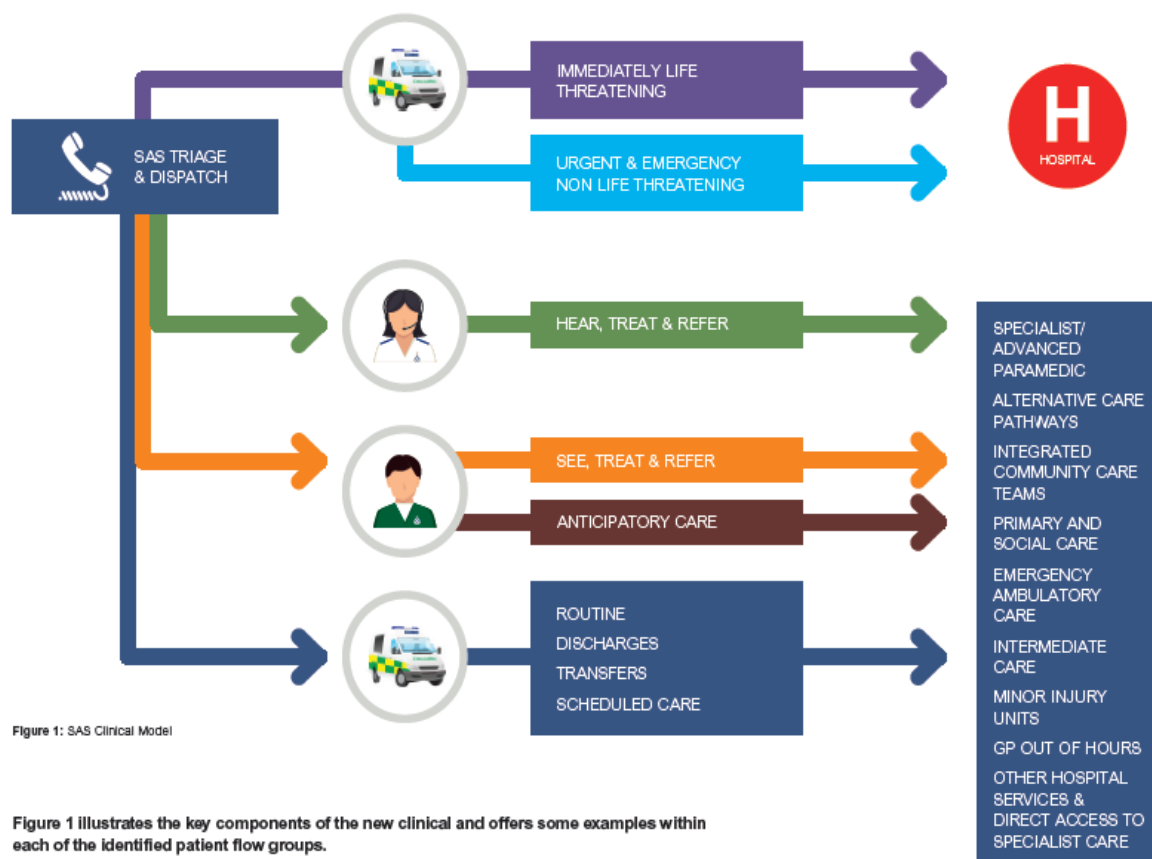 SAS TRIAGE
& DISPATCH
IMMEDIATELY LIFE
THREATENING
URGENT & EMERGENCY
NON LIFE THREATENING
H
HOSPITAL
HEAR, TREAT & REFER
SEE, TREAT & REFER
ANTICIPATORY CARE
ROUTINE
DISCHARGES
TRANSFERS
SCHEDULED CARE
SPECIALIST/
ADVANCED
PARAMEDIC
ALTERNATIVE CARE
PATHWAYS
INTEGRATED
COMMUNITY CARE
TEAMS
PRIMARY AND
SOCIAL CARE
EMERGENCY
AMBULATORY
CARE
INTERMEDIATE
CARE
MINOR INJURY
UNITS
GP OUT OF HOURS
OTHER HOSPITAL
SERVICES &
DIRECT ACCESS TO
SPECIALIST CARE
Figure 1: SAS Clinical Model
Figure 1 illustrates the key components of the new clinical and offers some examples within
each of the identified patient flow groups.